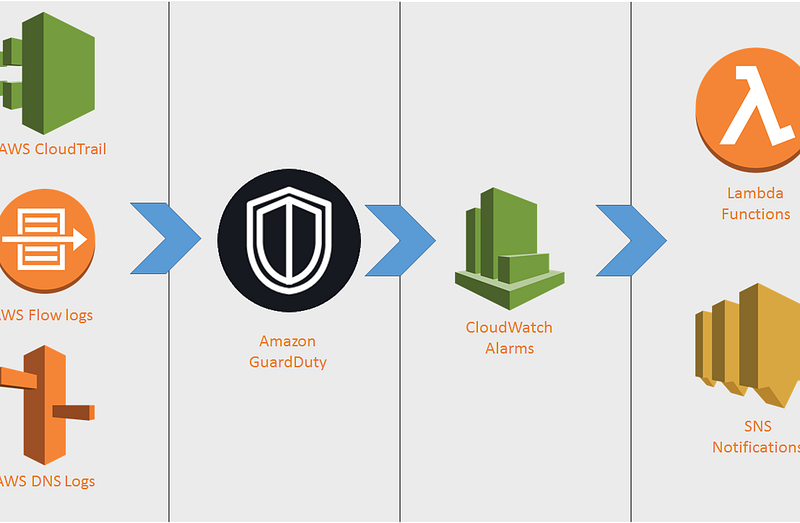 AWS CloudTrail
AWS Flow logs
AWS DNS Logs
Amazon
GuardDuty
CloudWatch
Alarms
Lambda
Functions
SNS
Notifications